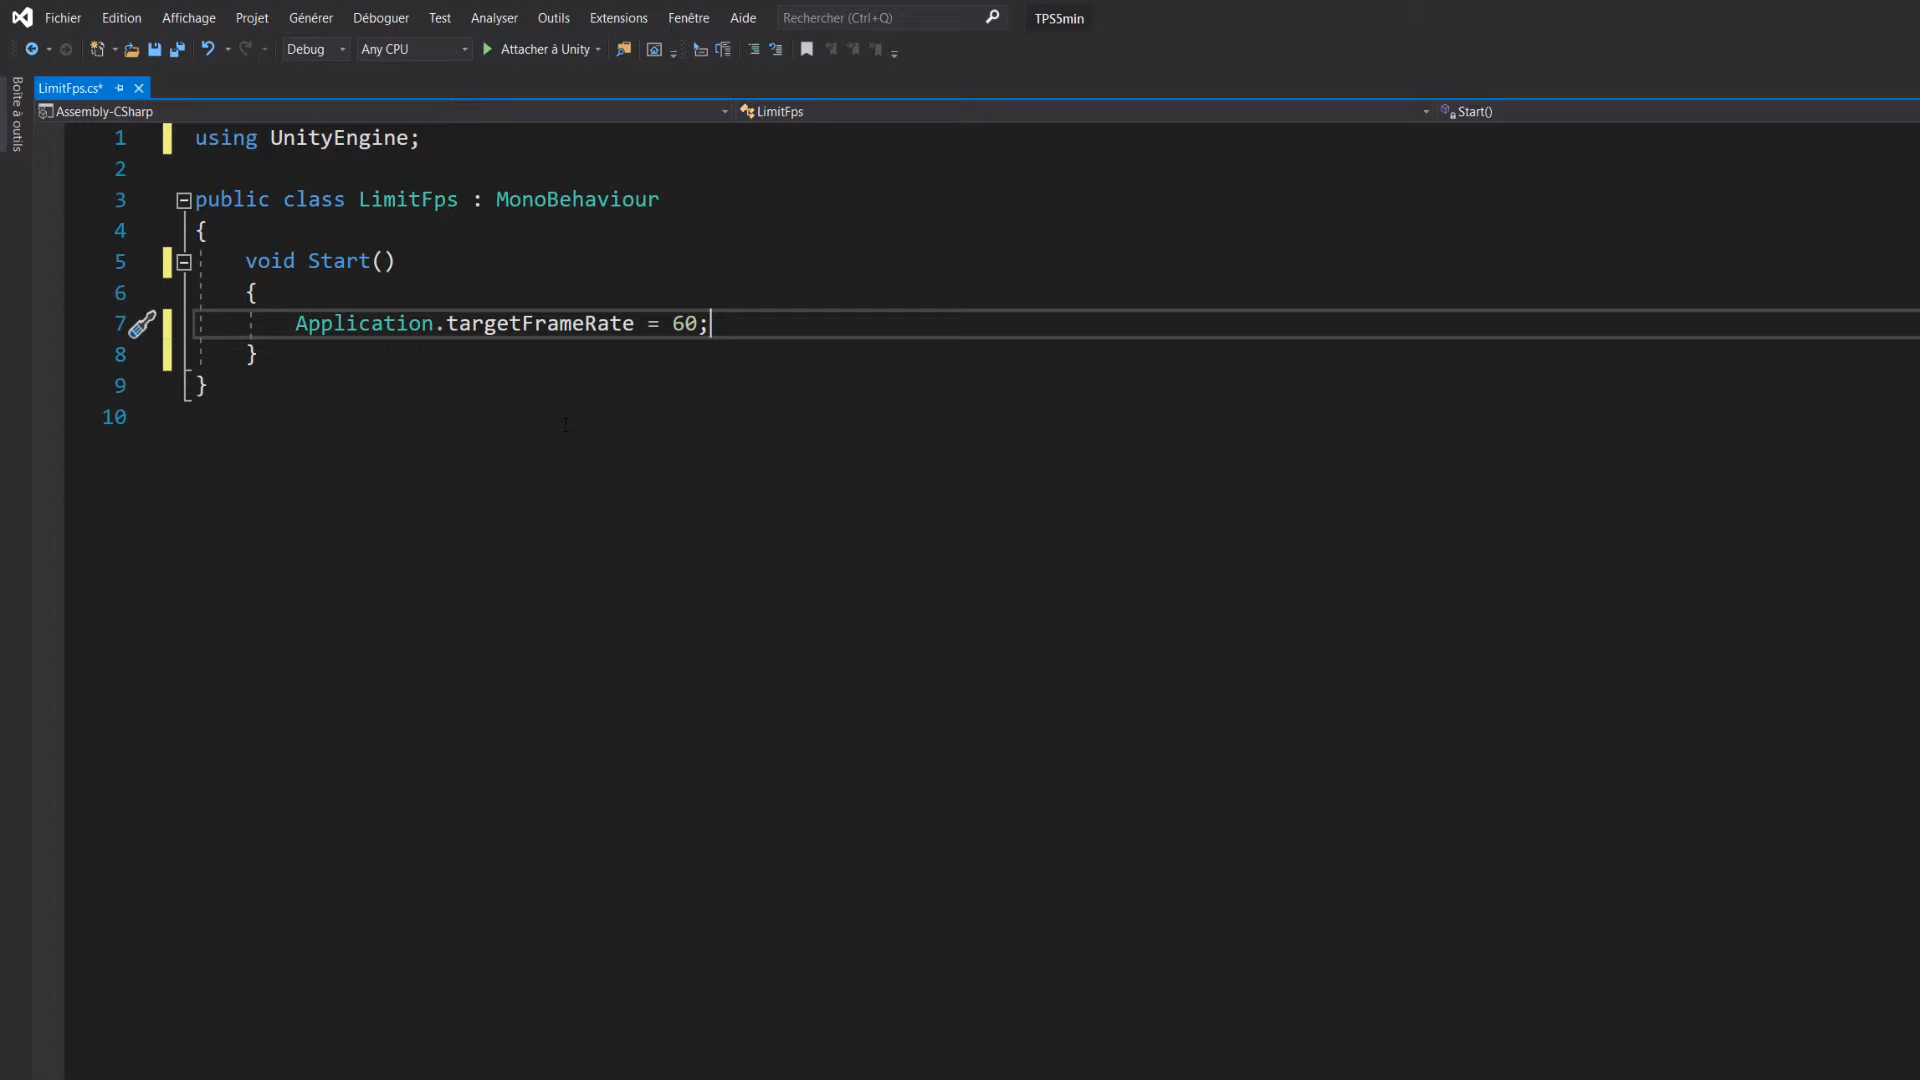 Fichier Edition Affichage Projet Générer Déboguer Test Analyser Outils Extensions Fenêtre Aide Rechercher (Ctrl+Q) TPS5min
Debug Any CPU Attacher à Unity
Boîte à outils
LimitFps.cs*
Assembly-CSharp LimitFps Start()
1 using UnityEngine;
2
3 public class LimitFps : MonoBehaviour
4 {
5 void Start()
6 {
7 Application.targetFrameRate = 60;
8 }
9 }
10